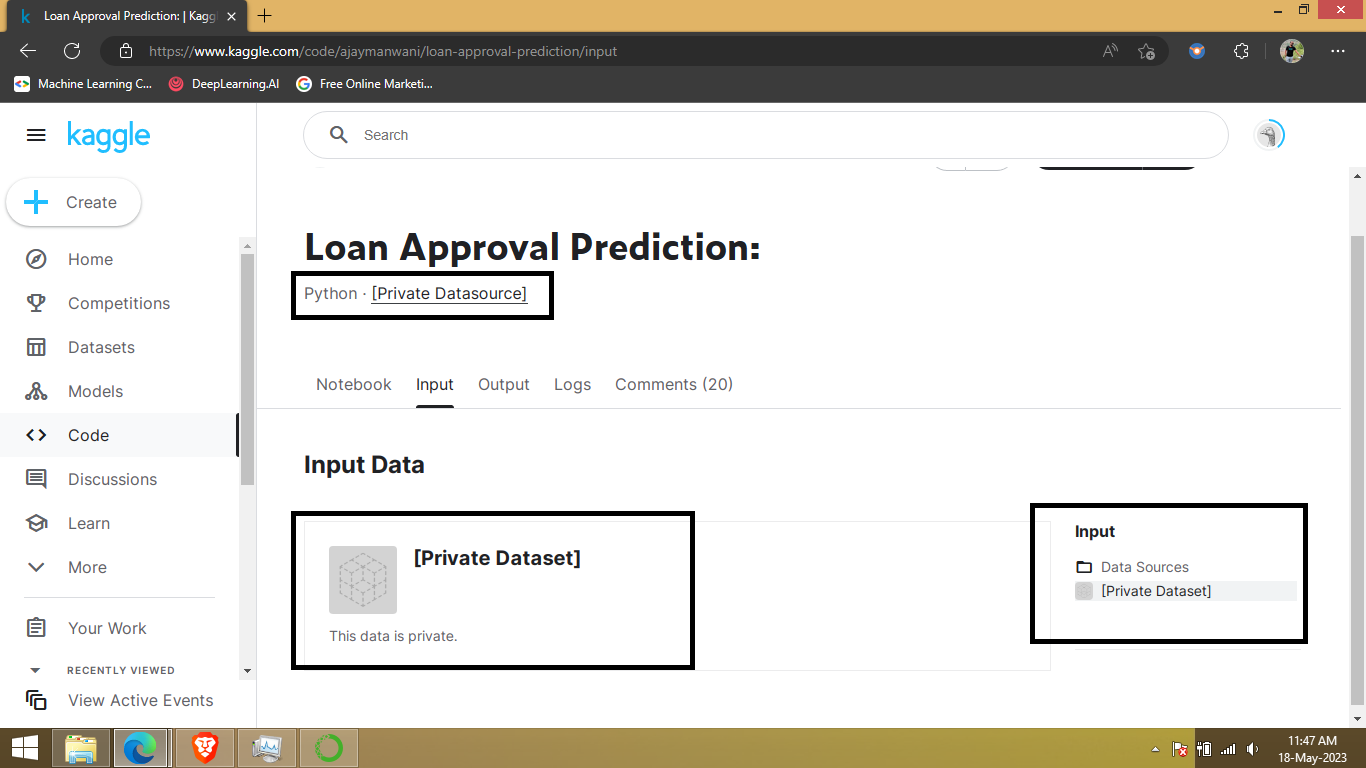 Loan Approval Prediction: | Kagg
https://www.kaggle.com/code/ajaymanwani/loan-approval-prediction/input
Machine Learning C...
DeepLearning.AI
Free Online Marketi...
kaggle
Search
Create
Home
Competitions
Datasets
Models
Code
Discussions
Learn
More
Your Work
RECENTLY VIEWED
View Active Events
Loan Approval Prediction:
Python · [Private Datasource]
Notebook Input Output Logs Comments (20)
Input Data
[Private Dataset]
This data is private.
Input
Data Sources
[Private Dataset]
11:47 AM
18-May-2023